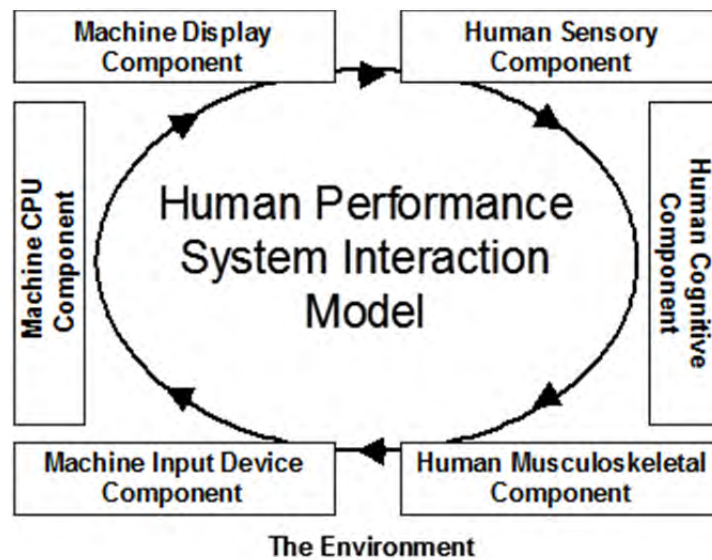 Machine Display
Component
Human Sensory
Component
Machine CPU
Component
Human Performance
System Interaction
Model
Human Cognitive
Component
Machine Input Device
Component
Human Musculoskeletal
Component
The Environment